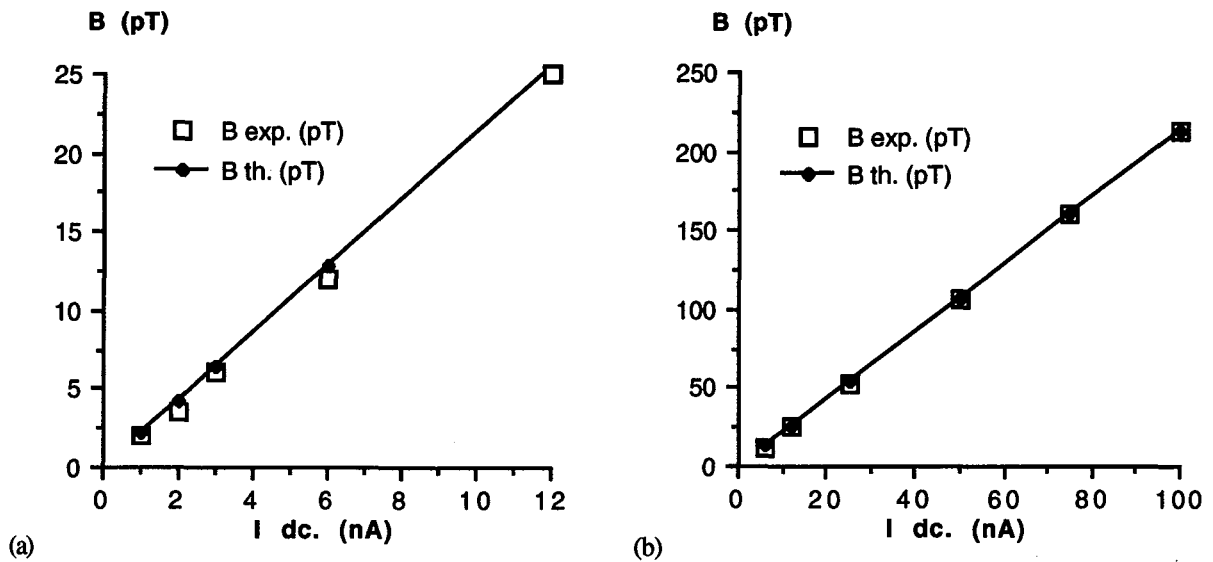 B (pT)
25
20
15
10
5
0
B exp. (pT)
B th. (pT)
0 2 4 6 8 10 12
I dc. (nA)
(a)
B (pT)
250
200
150
100
50
0
B exp. (pT)
B th. (pT)
0 20 40 60 80 100
I dc. (nA)
(b)